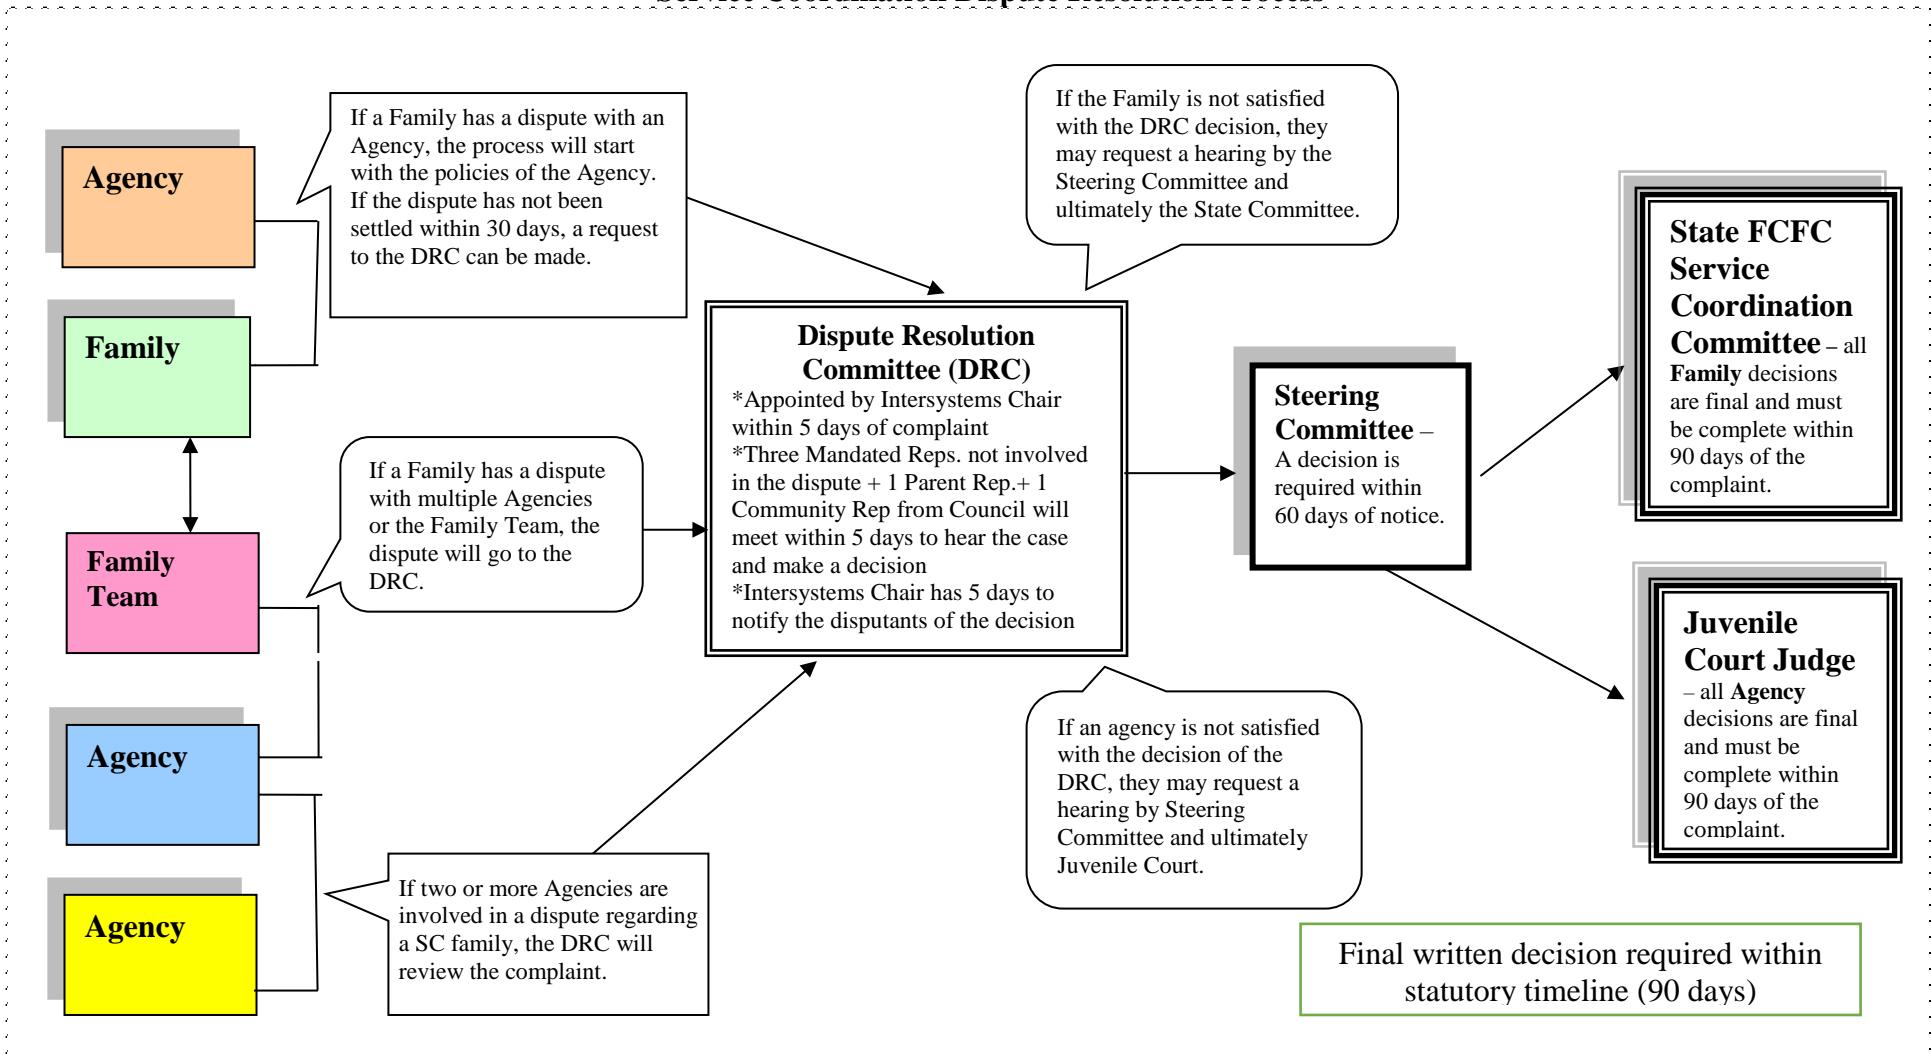 Service Coordination Dispute Resolution Process
Agency
If a Family has a dispute with an
Agency, the process will start
with the policies of the Agency.
If the dispute has not been
settled within 30 days, a request
to the DRC can be made.
Family
If a Family has a dispute
with multiple Agencies
or the Family Team, the
dispute will go to the
DRC.
Family
Team
Agency
Agency
If two or more Agencies are
involved in a dispute regarding
a SC family, the DRC will
review the complaint.
If the Family is not satisfied
with the DRC decision, they
may request a hearing by the
Steering Committee and
ultimately the State Committee.
Dispute Resolution
Committee (DRC)
*Appointed by Intersystems Chair
within 5 days of complaint
*Three Mandated Reps. not involved
in the dispute + 1 Parent Rep.+ 1
Community Rep from Council will
meet within 5 days to hear the case
and make a decision
*Intersystems Chair has 5 days to
notify the disputants of the decision
If an agency is not satisfied
with the decision of the
DRC, they may request a
hearing by Steering
Committee and ultimately
Juvenile Court.
Steering
Committee –
A decision is
required within
60 days of notice.
State FCFC
Service
Coordination
Committee – all
Family decisions
are final and must
be complete within
90 days of the
complaint.
Juvenile
Court Judge
– all Agency
decisions are final
and must be
complete within
90 days of the
complaint.
Final written decision required within
statutory timeline (90 days)